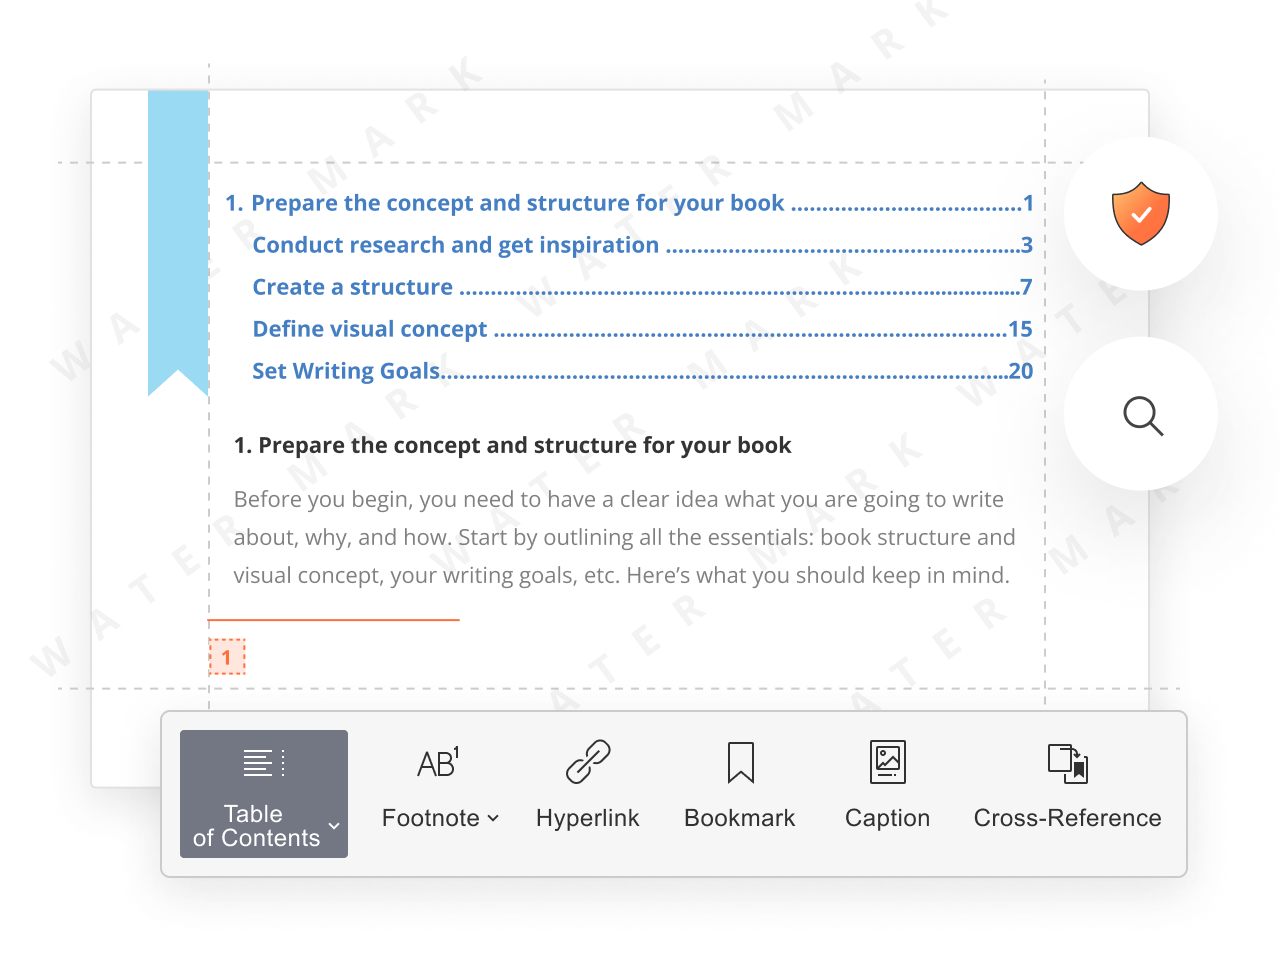 1. Prepare the concept and structure for your book .....................................1
Conduct research and get inspiration .........................................................3
Create a structure ..........................................................................................7
Define visual concept ..................................................................................15
Set Writing Goals...........................................................................................20
1. Prepare the concept and structure for your book
Before you begin, you need to have a clear idea what you are going to write
about, why, and how. Start by outlining all the essentials: book structure and
visual concept, your writing goals, etc. Here’s what you should keep in mind.
1
Table
of Contents
AB1
Footnote
Hyperlink
Bookmark
Caption
Cross-Reference
WATERMARK
WATERMARK
WATERMARK
WATERMARK
WATER
ATERMARK
ATER